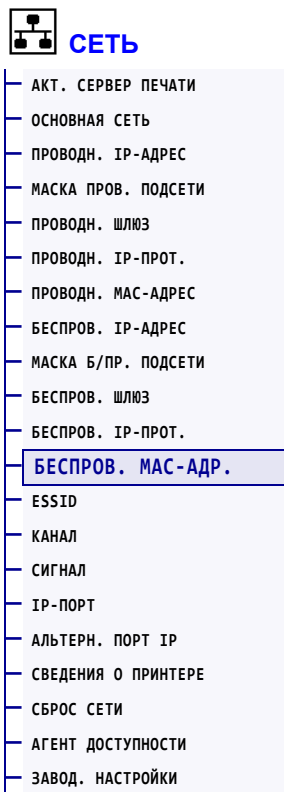 СЕТЬ
АКТ. СЕРВЕР ПЕЧАТИ
ОСНОВНАЯ СЕТЬ
ПРОВОДН. IP-АДРЕС
МАСКА ПРОВ. ПОДСЕТИ
ПРОВОДН. ШЛЮЗ
ПРОВОДН. IP-ПРОТ.
ПРОВОДН. MAC-АДРЕС
БЕСПРОВ. IP-АДРЕС
МАСКА Б/ПР. ПОДСЕТИ
БЕСПРОВ. ШЛЮЗ
БЕСПРОВ. IP-ПРОТ.
БЕСПРОВ. MAC-АДР.
ESSID
КАНАЛ
СИГНАЛ
IP-ПОРТ
АЛЬТЕРН. ПОРТ IP
СВЕДЕНИЯ О ПРИНТЕРЕ
СБРОС СЕТИ
АГЕНТ ДОСТУПНОСТИ
ЗАВОД. НАСТРОЙКИ